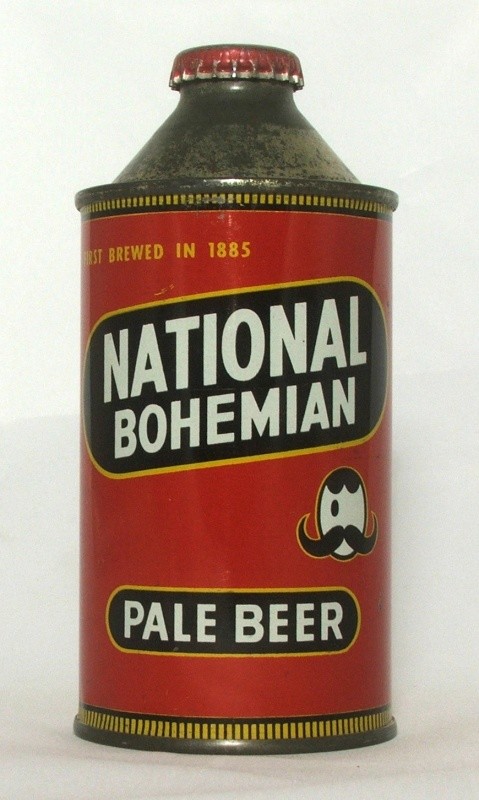 FIRST BREWED IN 1885
NATIONAL
BOHEMIAN
PALE BEER